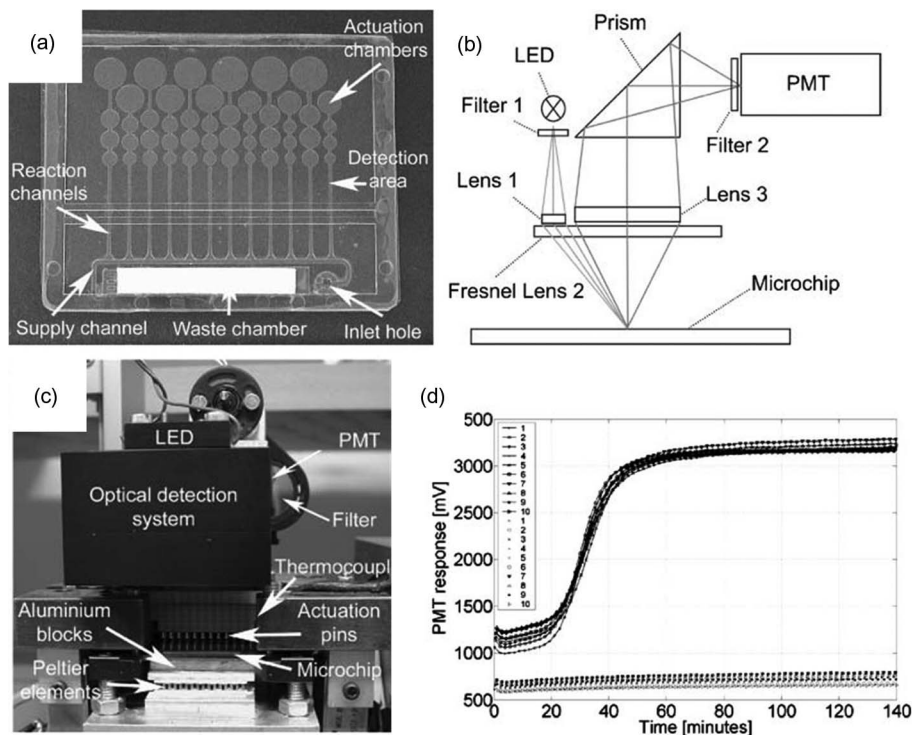 (a)
Actuation
chambers
Reaction
channels
Detection
area
Supply channel
Waste chamber
Inlet hole
(b)
Prism
LED
Filter 1
PMT
Filter 2
Lens 1
Lens 3
Fresnel Lens 2
Microchip
(c)
LED
PMT
Optical detection
system
Filter
Thermocoupl
Aluminium
blocks
Actuation
pins
Peltier
elements
Microchip
(d)
500
3000
2500
2000
1500
1000
500
PMT response [mV]
1
2
3
4
5
6
7
8
9
10
1
2
3
4
5
6
7
8
9
10
0 20 40 60 80 100 120 140
Time [minutes]